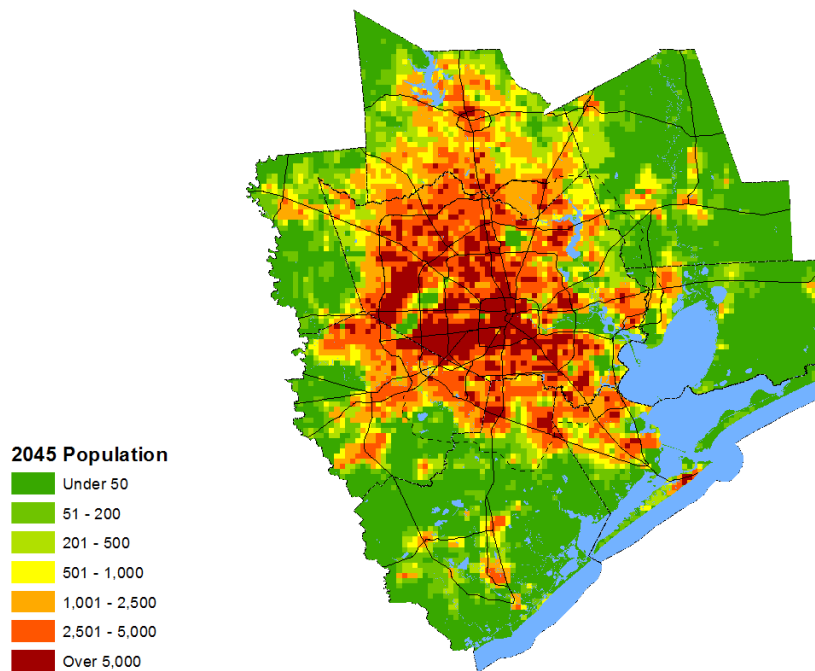 2045 Population
Under 50
51 - 200
201 - 500
501 - 1,000
1,001 - 2,500
2,501 - 5,000
Over 5,000